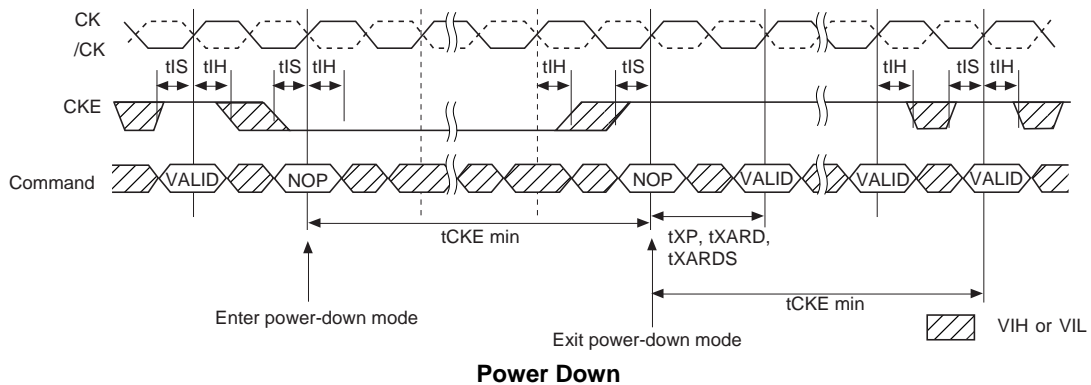 CK
/CK
tIS tIH tIS tIH tIH tIS tIH tIS tIH
CKE
Command VALID NOP NOP VALID VALID VALID
tCKE min
tXP, tXARD,
tXARDS
tCKE min
Enter power-down mode
Exit power-down mode
VIH or VIL
Power Down